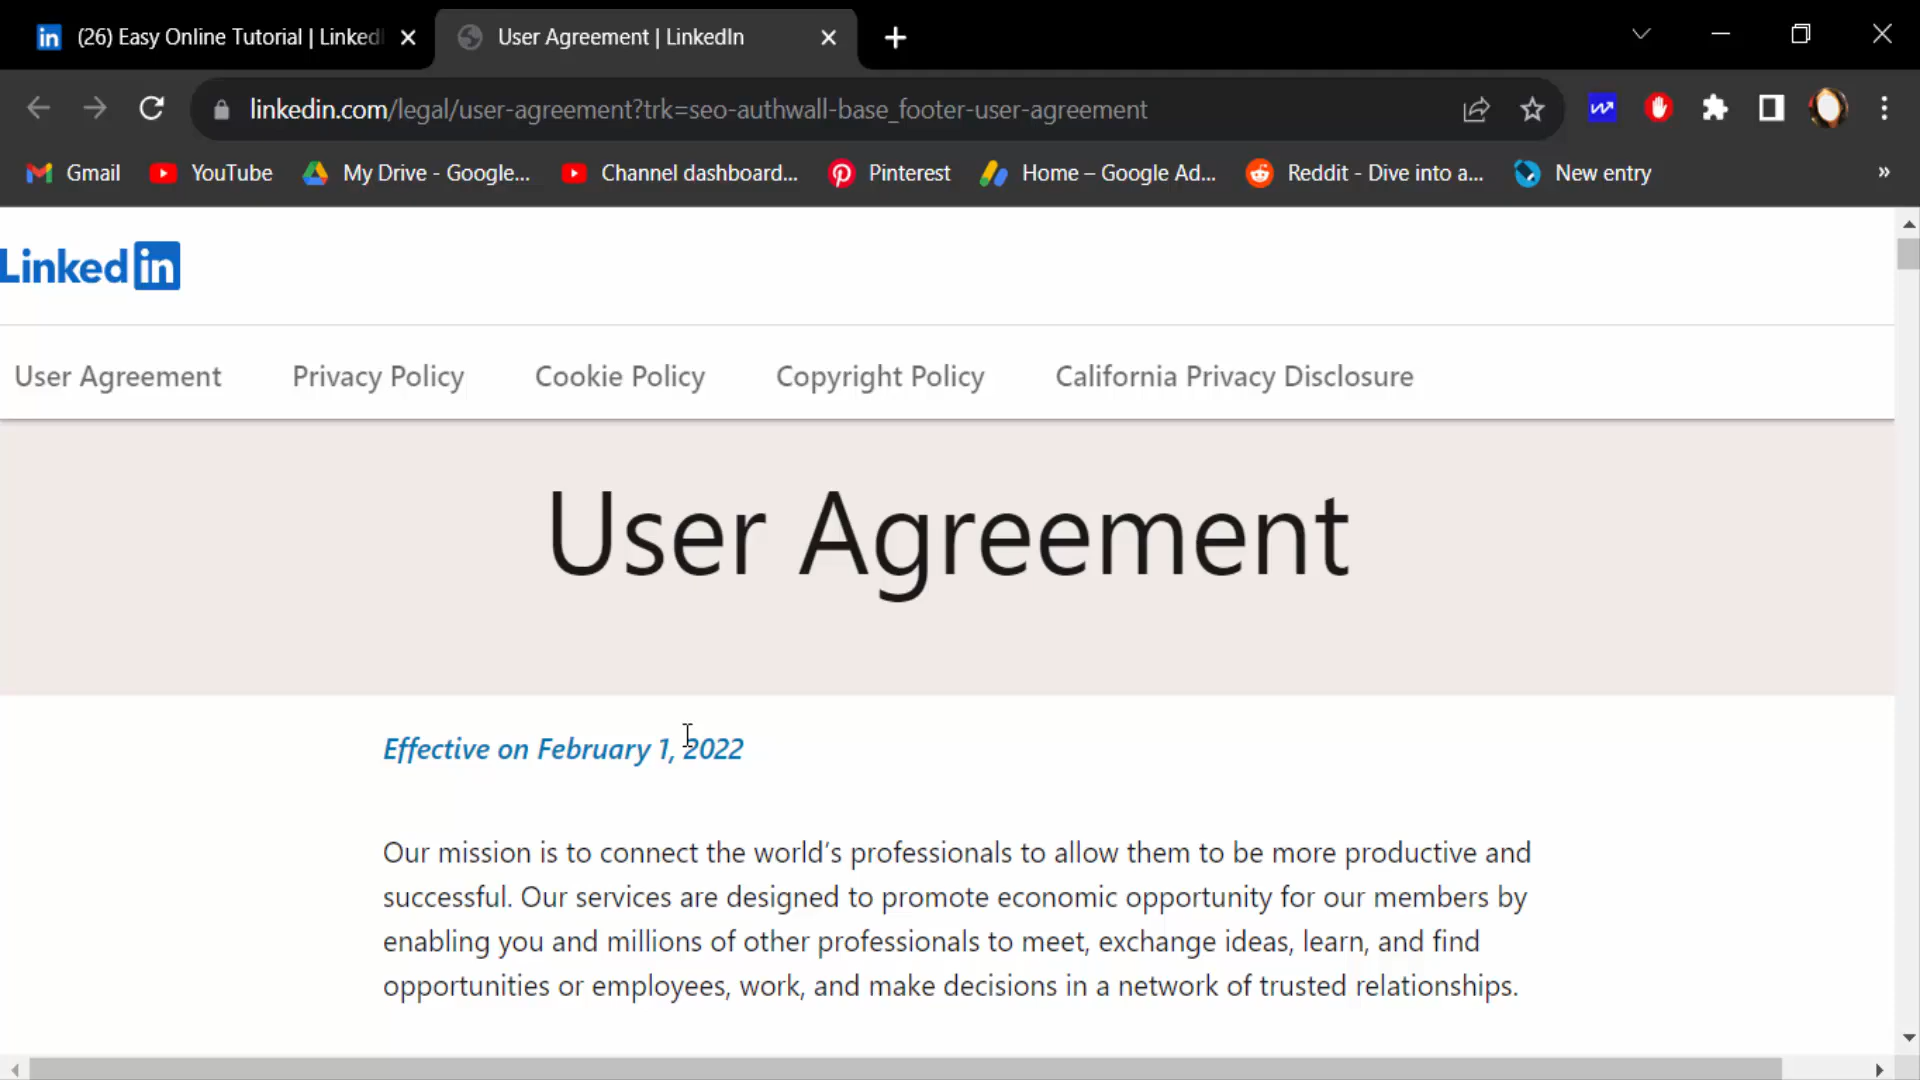 (26) Easy Online Tutorial | Linked
User Agreement | LinkedIn
linkedin.com/legal/user-agreement?trk=seo-authwall-base_footer-user-agreement
Gmail
YouTube
My Drive - Google...
Channel dashboard...
Pinterest
Home – Google Ad...
Reddit - Dive into a...
New entry
»
Linked in
User Agreement
Privacy Policy
Cookie Policy
Copyright Policy
California Privacy Disclosure
User Agreement
Effective on February 1, 2022
Our mission is to connect the world’s professionals to allow them to be more productive and
successful. Our services are designed to promote economic opportunity for our members by
enabling you and millions of other professionals to meet, exchange ideas, learn, and find
opportunities or employees, work, and make decisions in a network of trusted relationships.